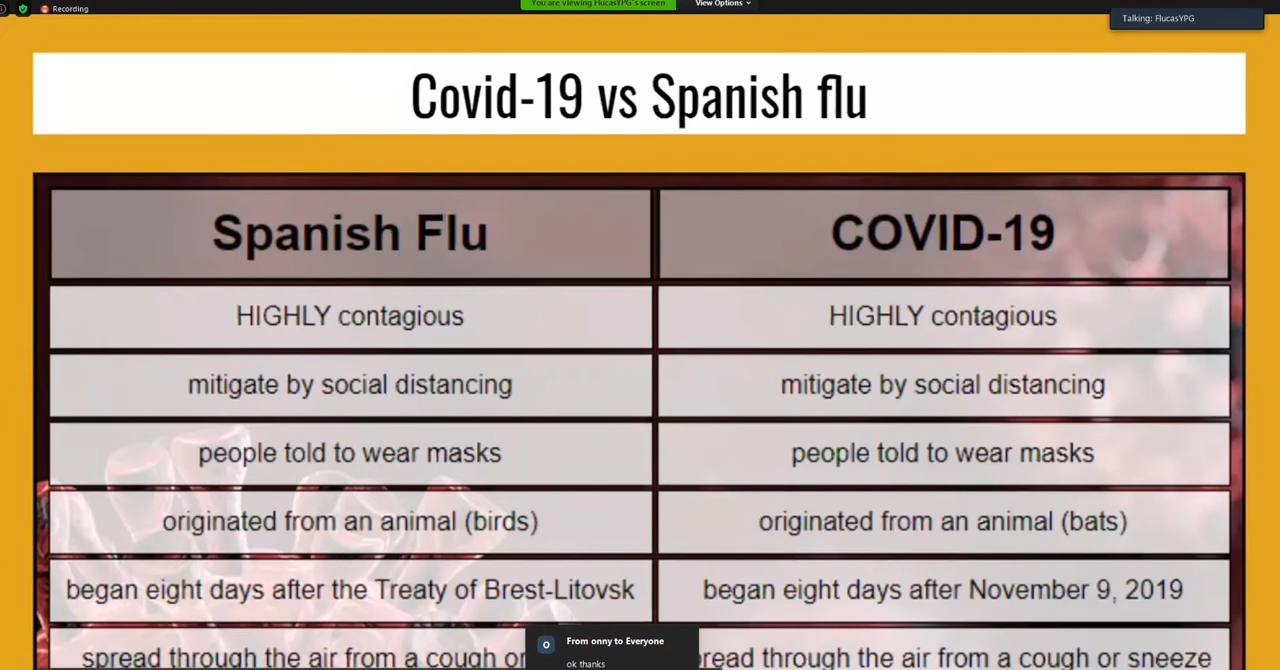 Recording
You are viewing FlucasYPG's screen
View Options
Talking: FlucasYPG
Covid-19 vs Spanish flu
Spanish Flu
COVID-19
HIGHLY contagious
HIGHLY contagious
mitigate by social distancing
mitigate by social distancing
people told to wear masks
people told to wear masks
originated from an animal (birds)
originated from an animal (bats)
began eight days after the Treaty of Brest-Litovsk
began eight days after November 9, 2019
spread through the air from a cough or
through the air from a cough or sneeze
O
From onny to Everyone
ok thanks